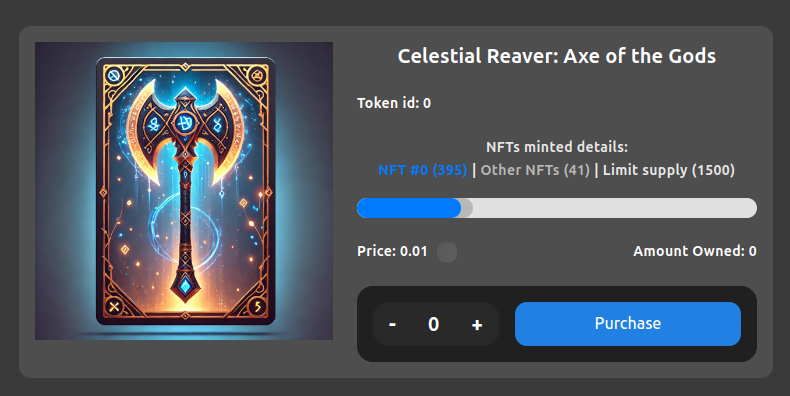 Celestial Reaver: Axe of the Gods
Token id: 0
NFTs minted details:
NFT #0 (395) | Other NFTs (41) | Limit supply (1500)
Price: 0.01
Amount Owned: 0
- 0 +
Purchase